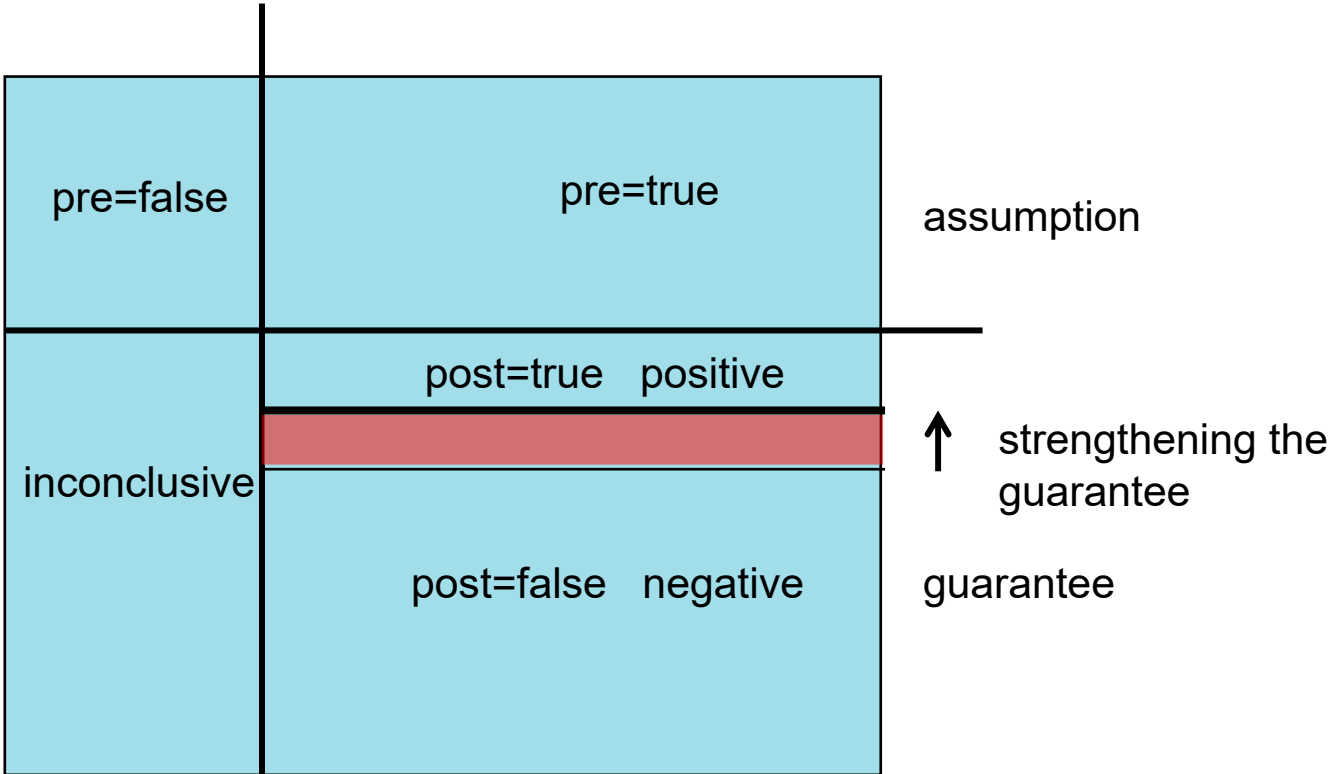 pre=false
pre=true
assumption
post=true positive
strengthening the
guarantee
inconclusive
post=false negative
guarantee